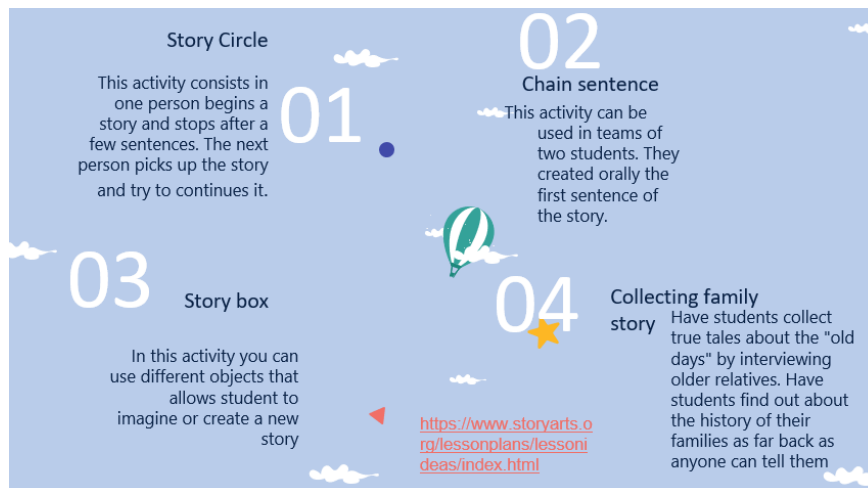 01
Story Circle
This activity consists in
one person begins a
story and stops after a
few sentences. The next
person picks up the story
and try to continues it.
02
Chain sentence
This activity can be
used in teams of
two students. They
created orally the
first sentence of
the story.
03
Story box
In this activity you can
use different objects that
allows student to
imagine or create a new
story
04
Collecting family
story
Have students collect
true tales about the "old
days" by interviewing
older relatives. Have
students find out about
the history of their
families as far back as
anyone can tell them
https://www.storyarts.o
rg/lessonplans/lessoni
deas/index.html